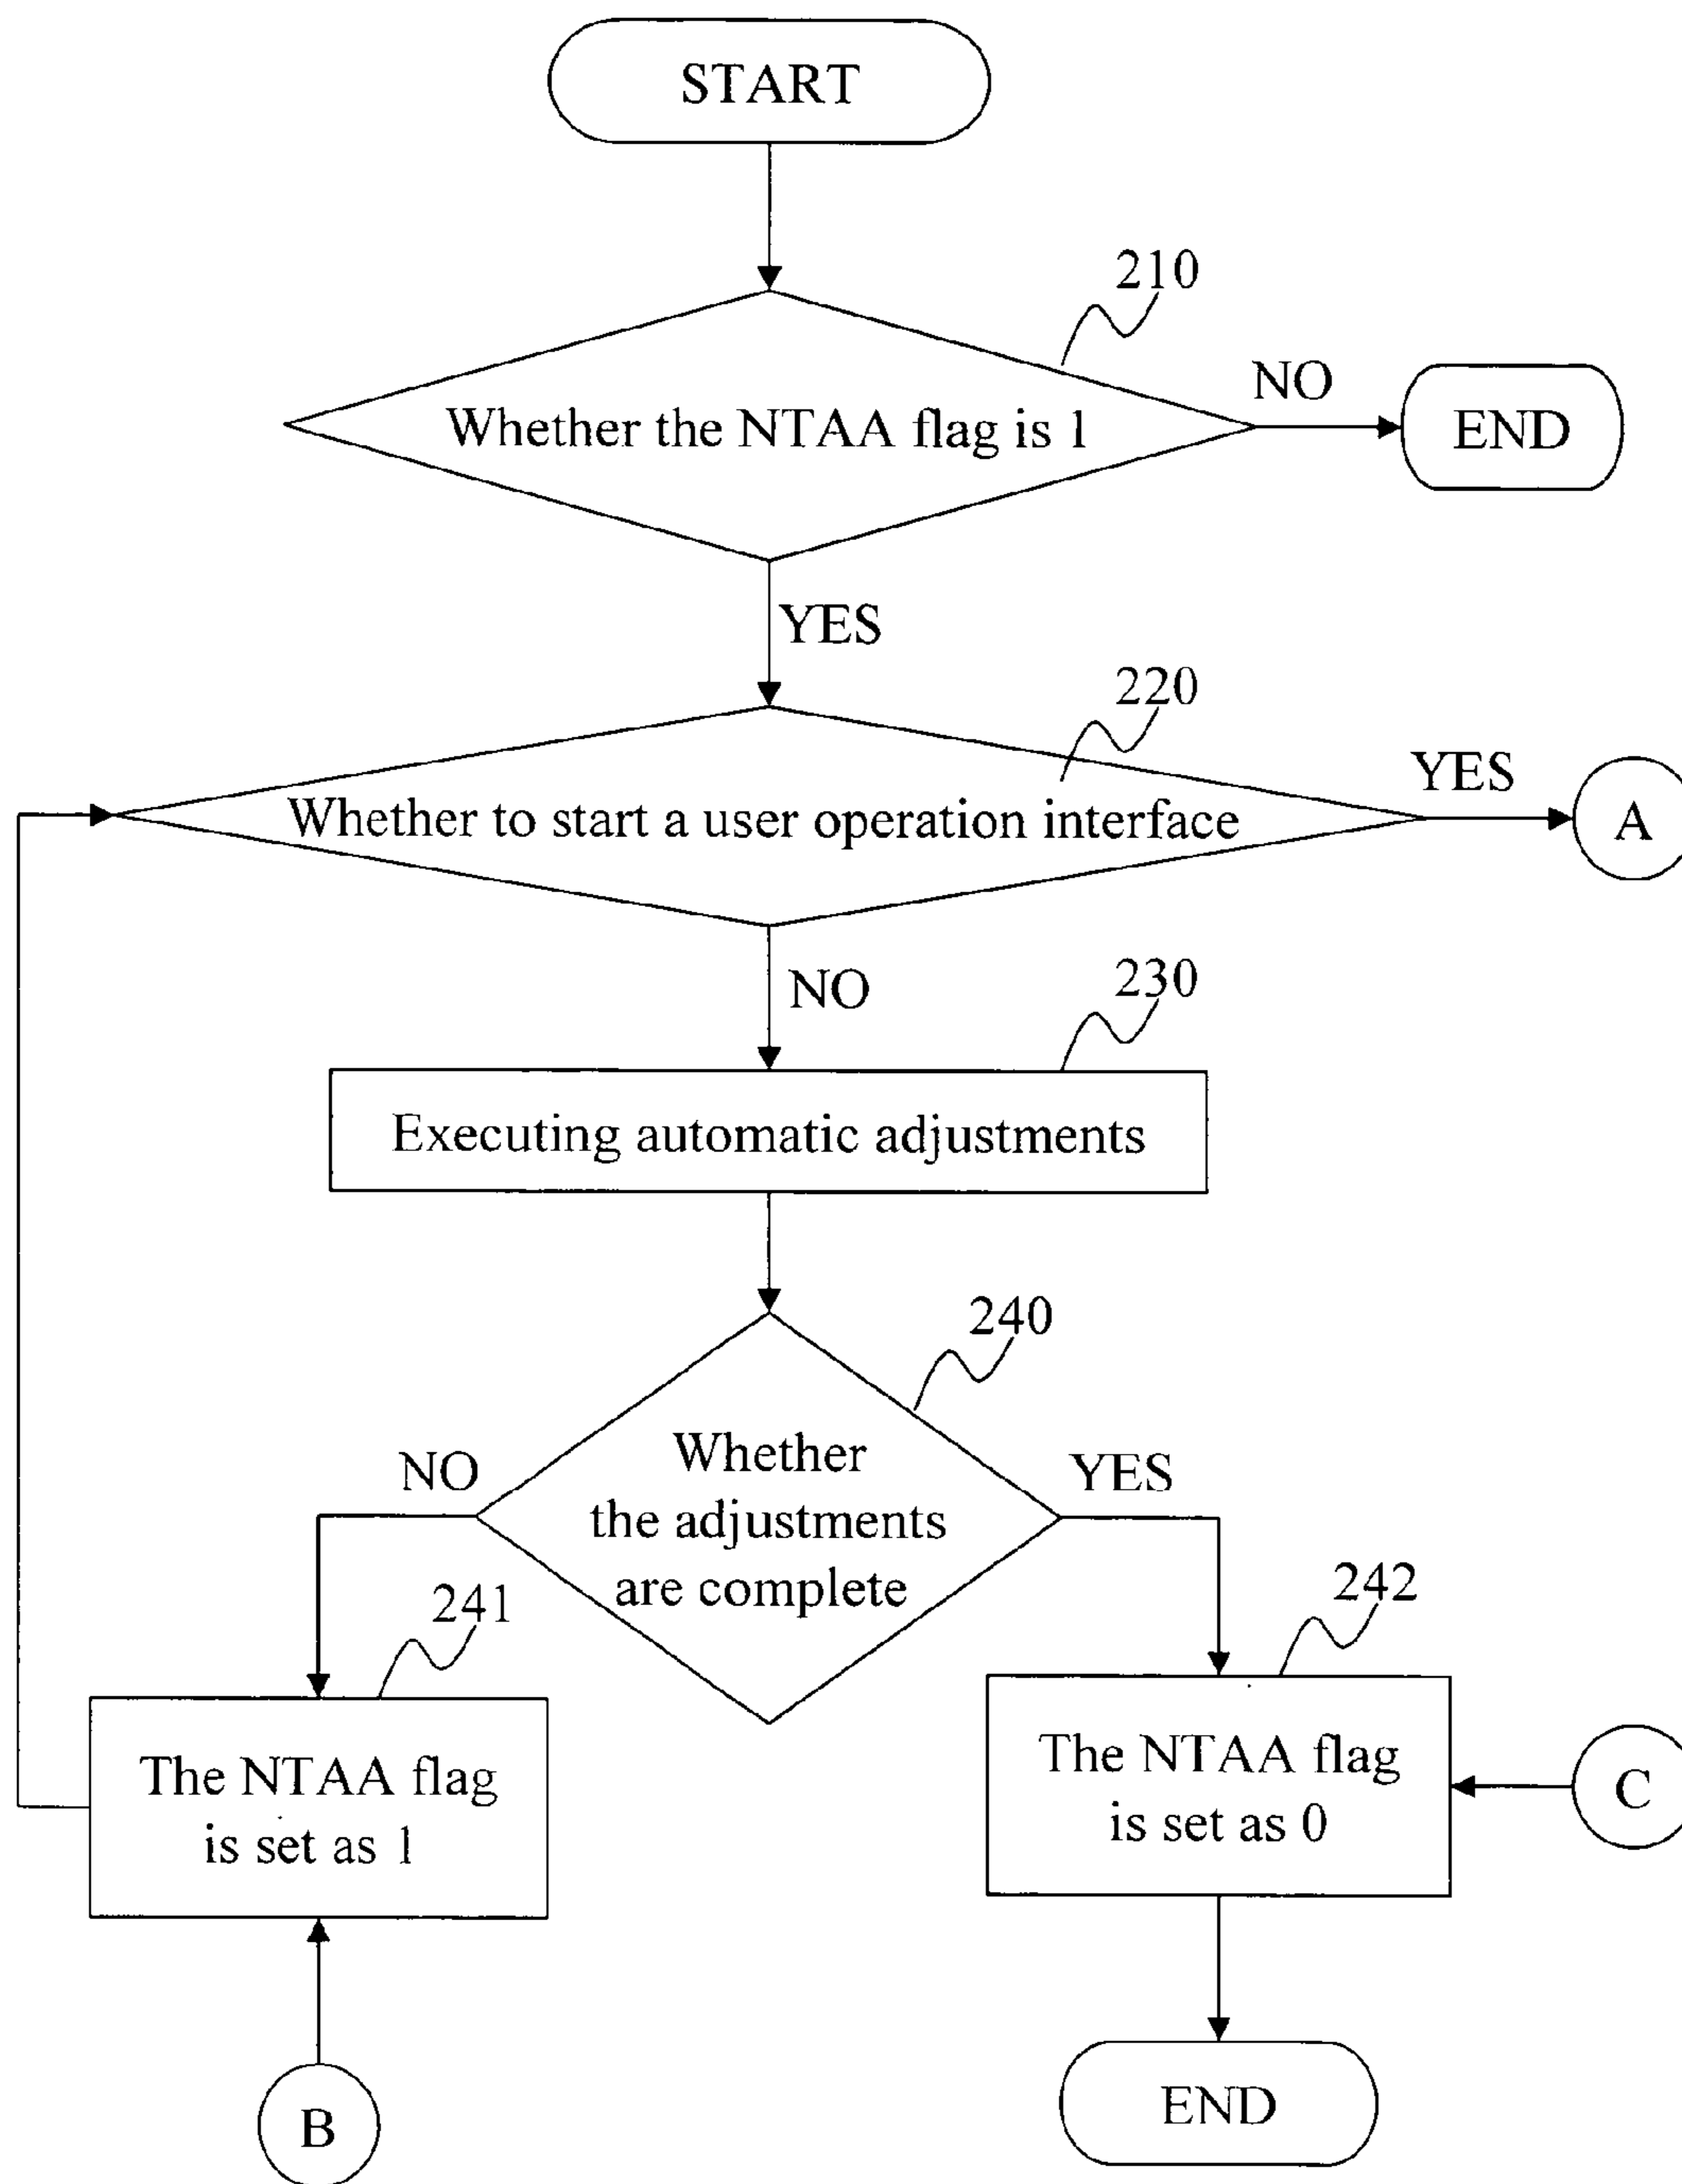 START
210
Whether the NTAA flag is 1
NO
END
YES
220
Whether to start a user operation interface
YES
A
NO
230
Executing automatic adjustments
240
Whether
the adjustments
are complete
NO
YES
241
242
The NTAA flag
is set as 1
The NTAA flag
is set as 0
C
B
END